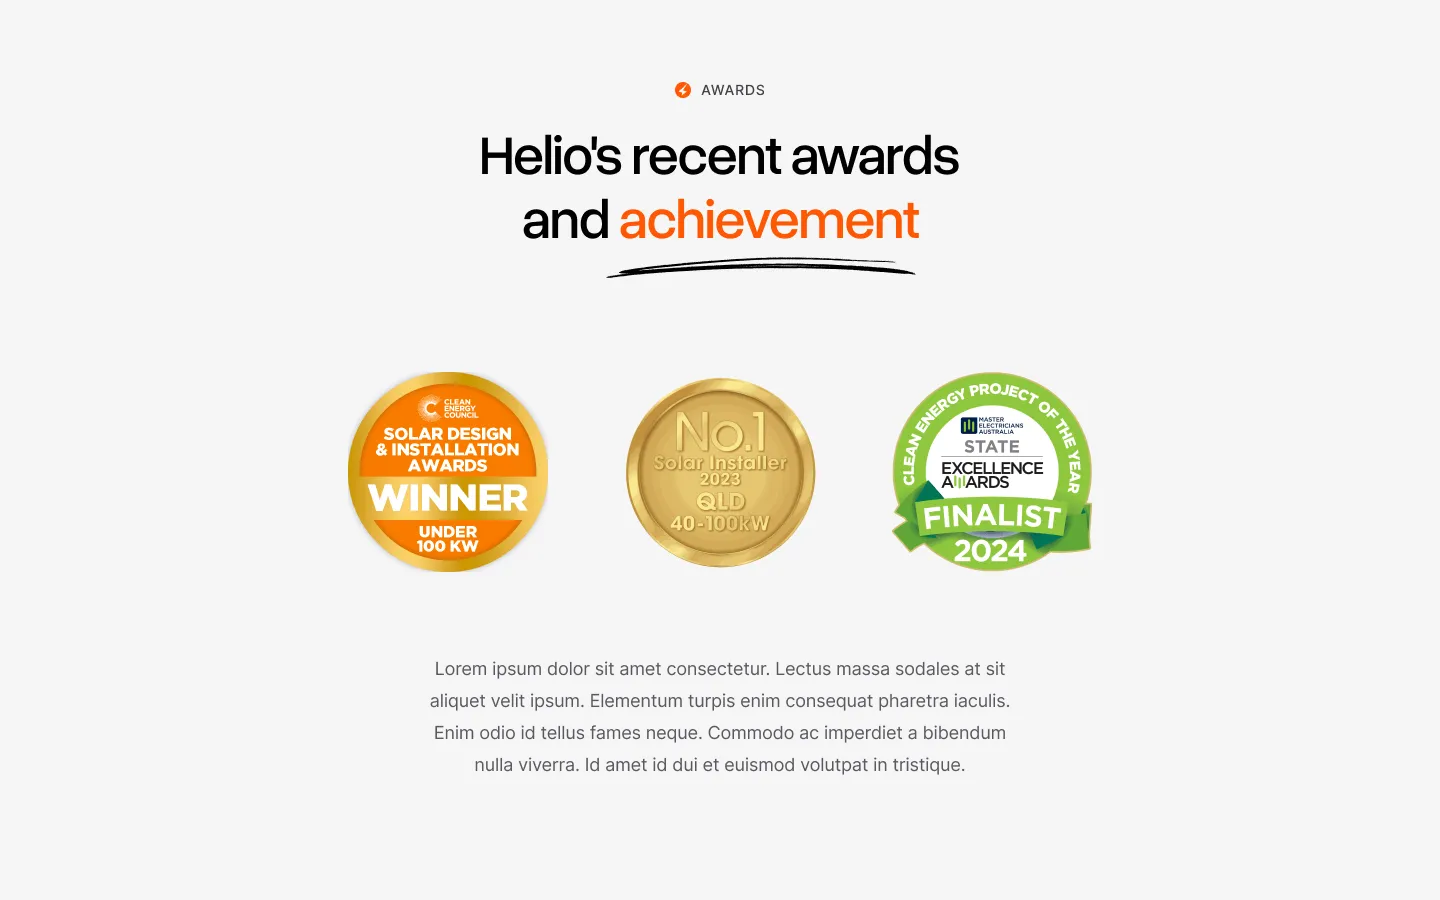 AWARDS
Helio's recent awards
and achievement
CLEAN
ENERGY
COUNCIL
SOLAR DESIGN
& INSTALLATION
AWARDS
WINNER
UNDER
100 KW
No.1
Solar Installer
2023
QLD
40-100kW
CLEAN ENERGY PROJECT OF THE YEAR
MASTER
ELECTRICIANS
AUSTRALIA
STATE
EXCELLENCE
AWARDS
FINALIST
2024
Lorem ipsum dolor sit amet consectetur. Lectus massa sodales at sit
aliquet velit ipsum. Elementum turpis enim consequat pharetra iaculis.
Enim odio id tellus fames neque. Commodo ac imperdiet a bibendum
nulla viverra. Id amet id dui et euismod volutpat in tristique.